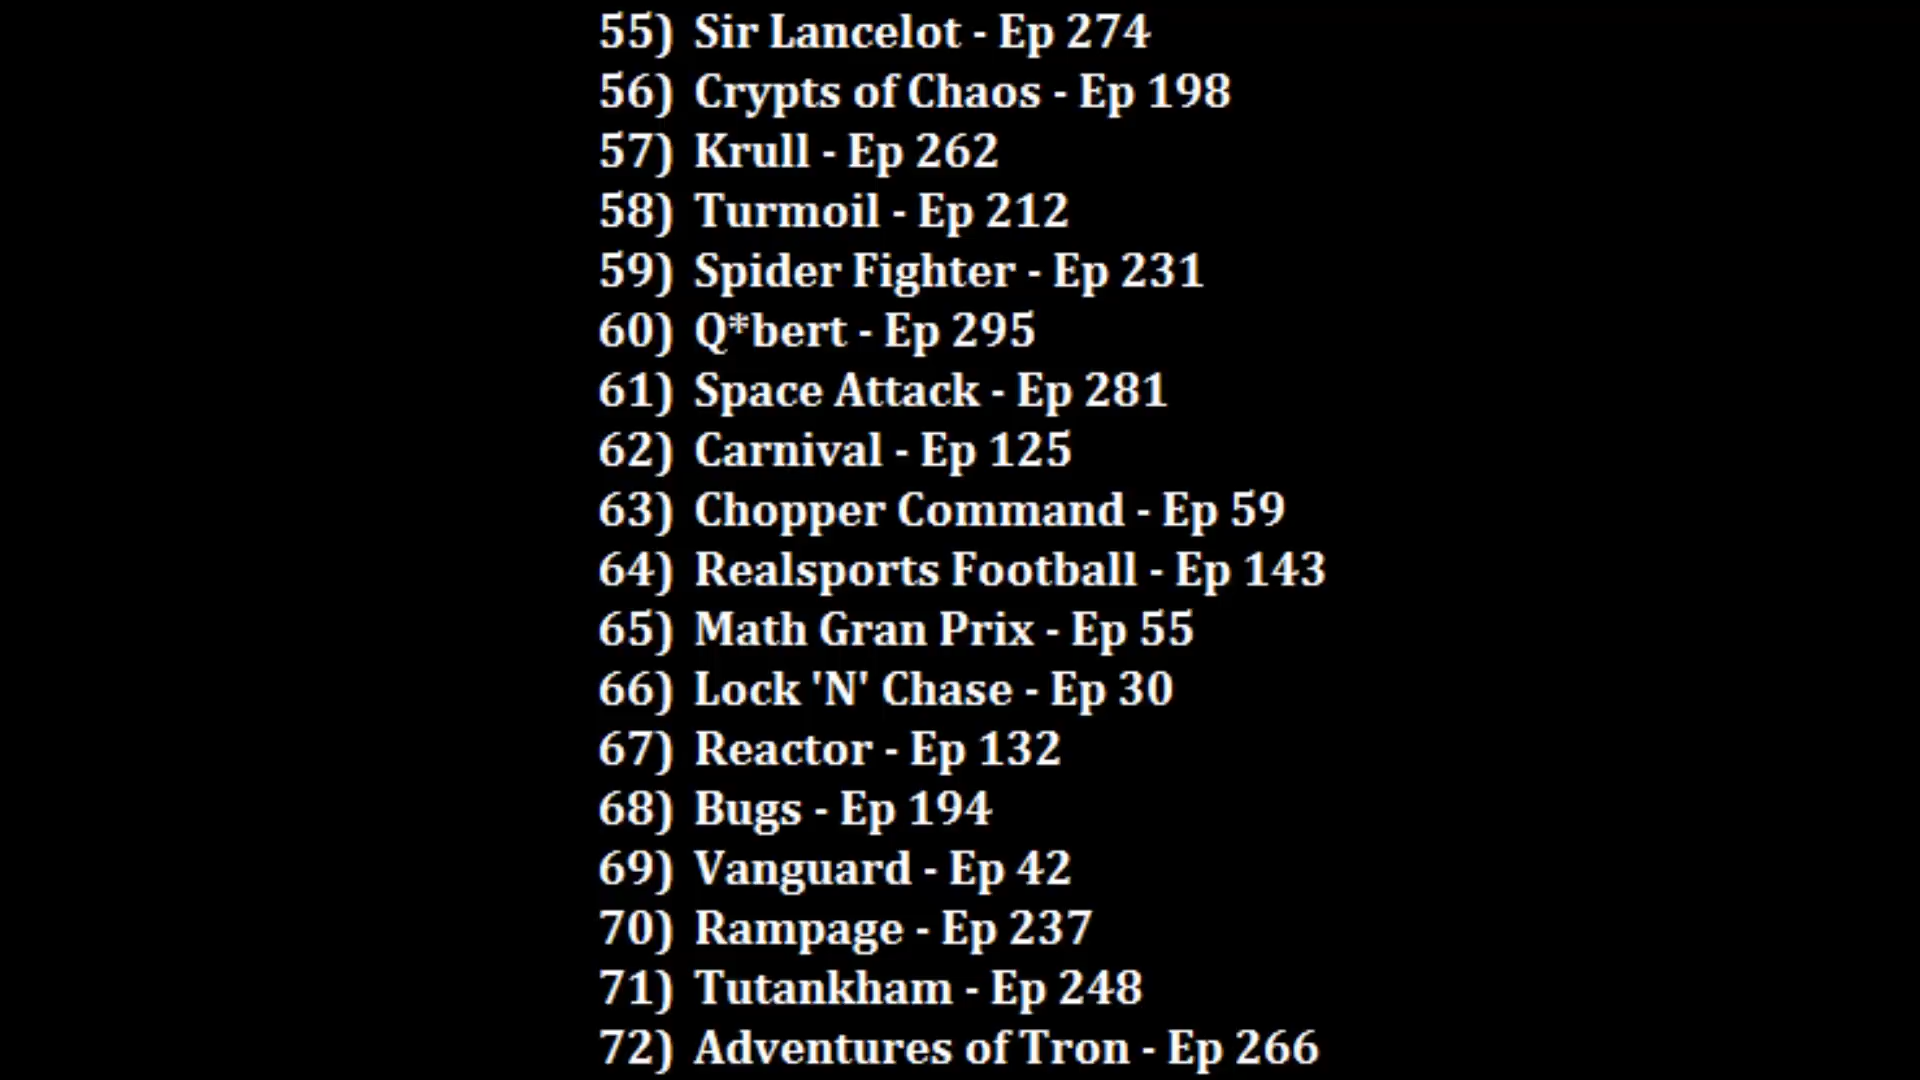 55) Sir Lancelot - Ep 274
56) Crypts of Chaos - Ep 198
57) Krull - Ep 262
58) Turmoil - Ep 212
59) Spider Fighter - Ep 231
60) Q*bert - Ep 295
61) Space Attack - Ep 281
62) Carnival - Ep 125
63) Chopper Command - Ep 59
64) Realsports Football - Ep 143
65) Math Gran Prix - Ep 55
66) Lock 'N' Chase - Ep 30
67) Reactor - Ep 132
68) Bugs - Ep 194
69) Vanguard - Ep 42
70) Rampage - Ep 237
71) Tutankham - Ep 248
72) Adventures of Tron - Ep 266